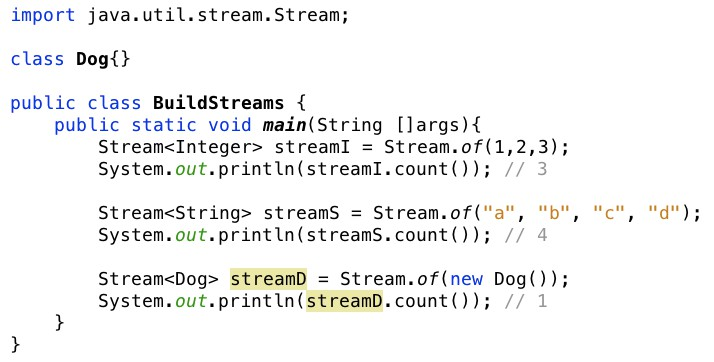 import java.util.stream.Stream;
class Dog{}
public class BuildStreams {
    public static void main(String []args){
        Stream<Integer> streamI = Stream.of(1,2,3);
        System.out.println(streamI.count()); // 3
        Stream<String> streamS = Stream.of("a", "b", "c", "d");
        System.out.println(streamS.count()); // 4
        Stream<Dog> streamD = Stream.of(new Dog());
        System.out.println(streamD.count()); // 1
    }
}